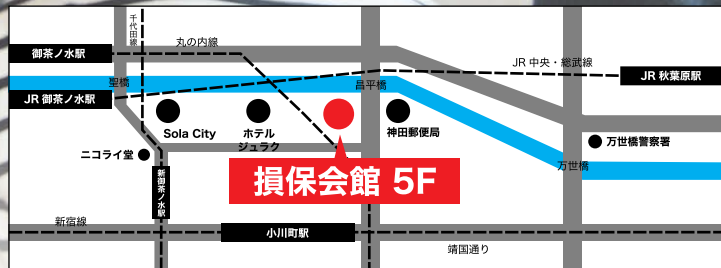 千代田線
丸の内線
御茶ノ水駅
聖橋
JR 中央・総武線
JR 秋葉原駅
昌平橋
JR 御茶ノ水駅
Sola City
ホテル
ジュラク
神田郵便局
万世橋警察署
ニコライ堂
万世橋
損保会館 5F
新御茶ノ水駅
新宿線
小川町駅
靖国通り